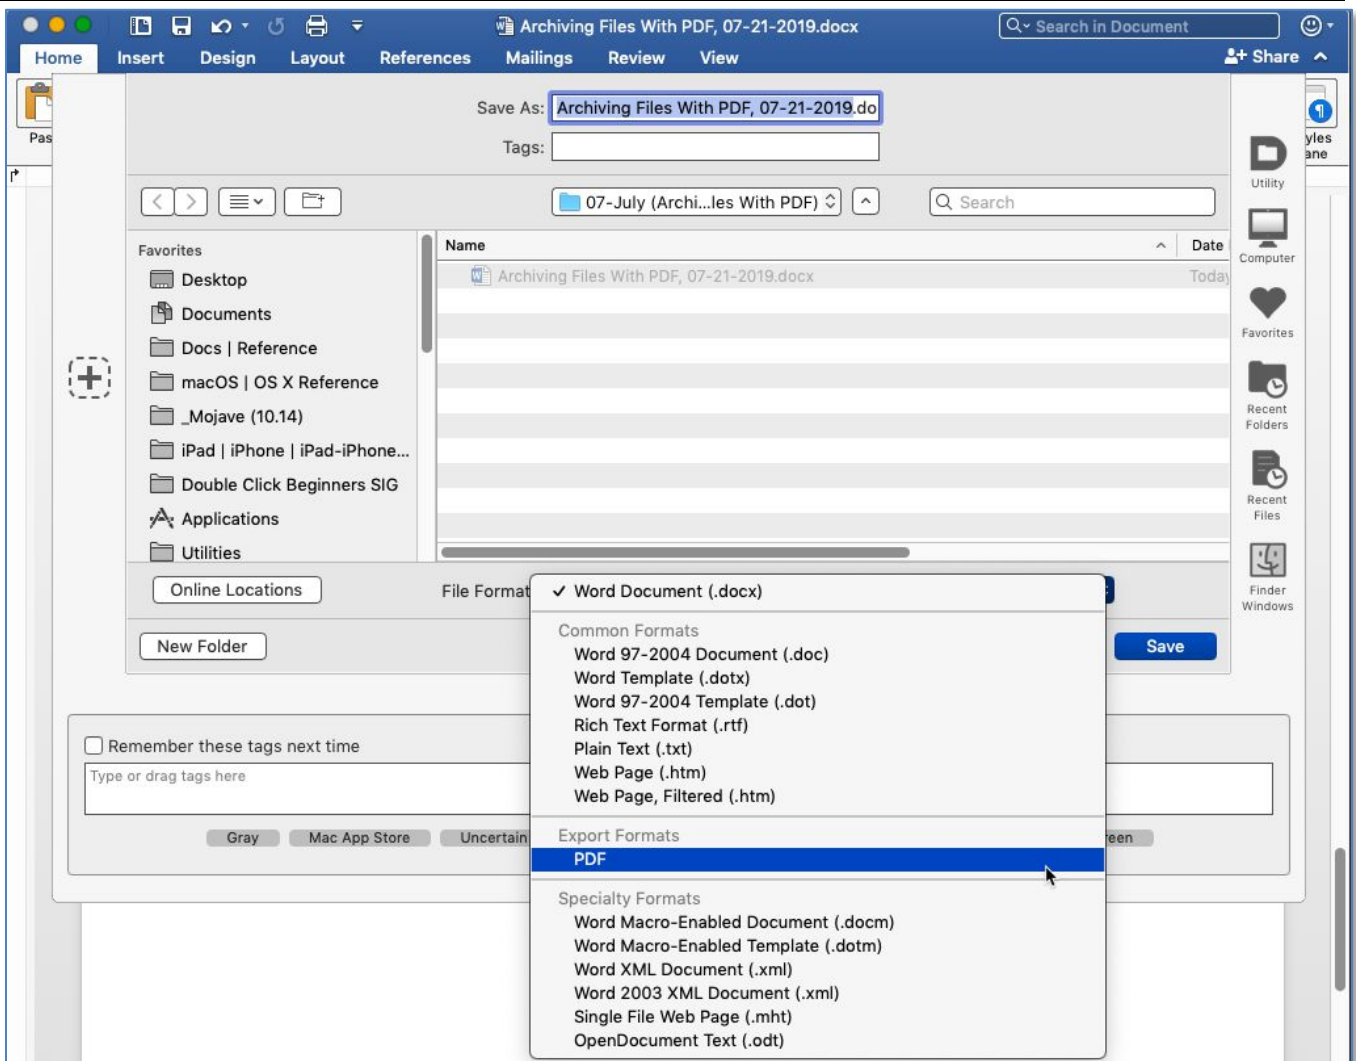 Archiving Files With PDF, 07-21-2019.docx
Search in Document
Home Insert Design Layout References Mailings Review View Share
Pas
yles
ane
Save As: Archiving Files With PDF, 07-21-2019.do
Tags:
07-July (Archi...les With PDF)
Search
Favorites
Desktop
Documents
Docs | Reference
macOS | OS X Reference
_Mojave (10.14)
iPad | iPhone | iPad-iPhone...
Double Click Beginners SIG
Applications
Utilities
Name Date
Archiving Files With PDF, 07-21-2019.docx Today
Utility
Computer
Favorites
Recent
Folders
Recent
Files
Finder
Windows
Online Locations
File Format
New Folder
Save
✓ Word Document (.docx)
Common Formats
Word 97-2004 Document (.doc)
Word Template (.dotx)
Word 97-2004 Template (.dot)
Rich Text Format (.rtf)
Plain Text (.txt)
Web Page (.htm)
Web Page, Filtered (.htm)
Export Formats
PDF
Specialty Formats
Word Macro-Enabled Document (.docm)
Word Macro-Enabled Template (.dotm)
Word XML Document (.xml)
Word 2003 XML Document (.xml)
Single File Web Page (.mht)
OpenDocument Text (.odt)
Remember these tags next time
Type or drag tags here
Gray Mac App Store Uncertain een